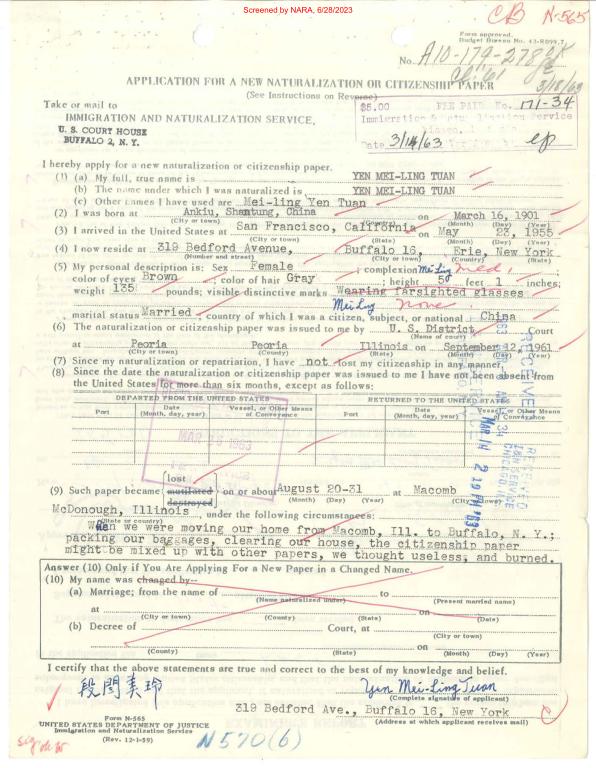 Screened by NARA, 6/28/2023
CB N-565
Form approved.
Budget Bureau No. 43-R099.7
No. A10-179-278
APPLICATION FOR A NEW NATURALIZATION OR CITIZENSHIP PAPER
(See Instructions on Reverse)
3/18/63
Take or mail to
IMMIGRATION AND NATURALIZATION SERVICE,
U. S. COURT HOUSE
BUFFALO 2, N. Y.
$5.00 FEE PAID No. 171-34
Immigration & Naturalization Service
Date 3/14/63
I hereby apply for a new naturalization or citizenship paper.
(1) (a) My full, true name is YEN MEI-LING TUAN
(b) The name under which I was naturalized is YEN MEI-LING TUAN
(c) Other names I have used are Mei-ling Yen Tuan
(2) I was born at Ankiu, Shantung, China on March 16, 1901
(City or town) (Country) (Month) (Day) (Year)
(3) I arrived in the United States at San Francisco, California on May 23, 1955
(City or town) (State) (Month) (Day) (Year)
(4) I now reside at 319 Bedford Avenue, Buffalo 16, Erie, New York
(Number and street) (City or town) (County) (State)
(5) My personal description is: Sex Female ; complexion Mei Ling med. ;
color of eyes Brown ; color of hair Gray ; height 5 feet 1 inches;
weight 135 pounds; visible distinctive marks Wearing farsighted glasses
Mei Ling none
marital status Married ; country of which I was a citizen, subject, or national China
(6) The naturalization or citizenship paper was issued to me by U. S. District Court
(Name of court)
at Peoria Peoria Illinois on September 12, 1961
(City or town) (County) (State) (Month) (Day) (Year)
(7) Since my naturalization or repatriation, I have not lost my citizenship in any manner.
(8) Since the date the naturalization or citizenship paper was issued to me I have not been absent from
the United States for more than six months, except as follows:
DEPARTED FROM THE UNITED STATES RETURNED TO THE UNITED STATES
Port Date (Month, day, year) Vessel, or Other Means of Conveyance Port Date (Month, day, year) Vessel, or Other Means of Conveyance
MAR 18 1963
RECEIVED
MAR 14 2 19 PM '63
lost
(9) Such paper became mutilated on or about August 20-31 at Macomb
destroyed (Month) (Day) (Year) (City or town)
McDonough, Illinois, under the following circumstances:
(State or country)
When we were moving our home from Macomb, Ill. to Buffalo, N. Y.;
packing our baggages, clearing our house, the citizenship paper
might be mixed up with other papers, we thought useless, and burned.
Answer (10) Only if You Are Applying For a New Paper in a Changed Name.
(10) My name was changed by—
(a) Marriage; from the name of to
(Name naturalized under) (Present married name)
at on
(City or town) (County) (State) (Date)
(b) Decree of Court, at
(City or town)
on
(County) (State) (Month) (Day) (Year)
I certify that the above statements are true and correct to the best of my knowledge and belief.
段閻美玲 Yen Mei-Ling Tuan
(Complete signature of applicant)
319 Bedford Ave., Buffalo 16, New York
(Address at which applicant receives mail)
Form N-565
UNITED STATES DEPARTMENT OF JUSTICE
Immigration and Naturalization Service
(Rev. 12-1-59)
N570(6)